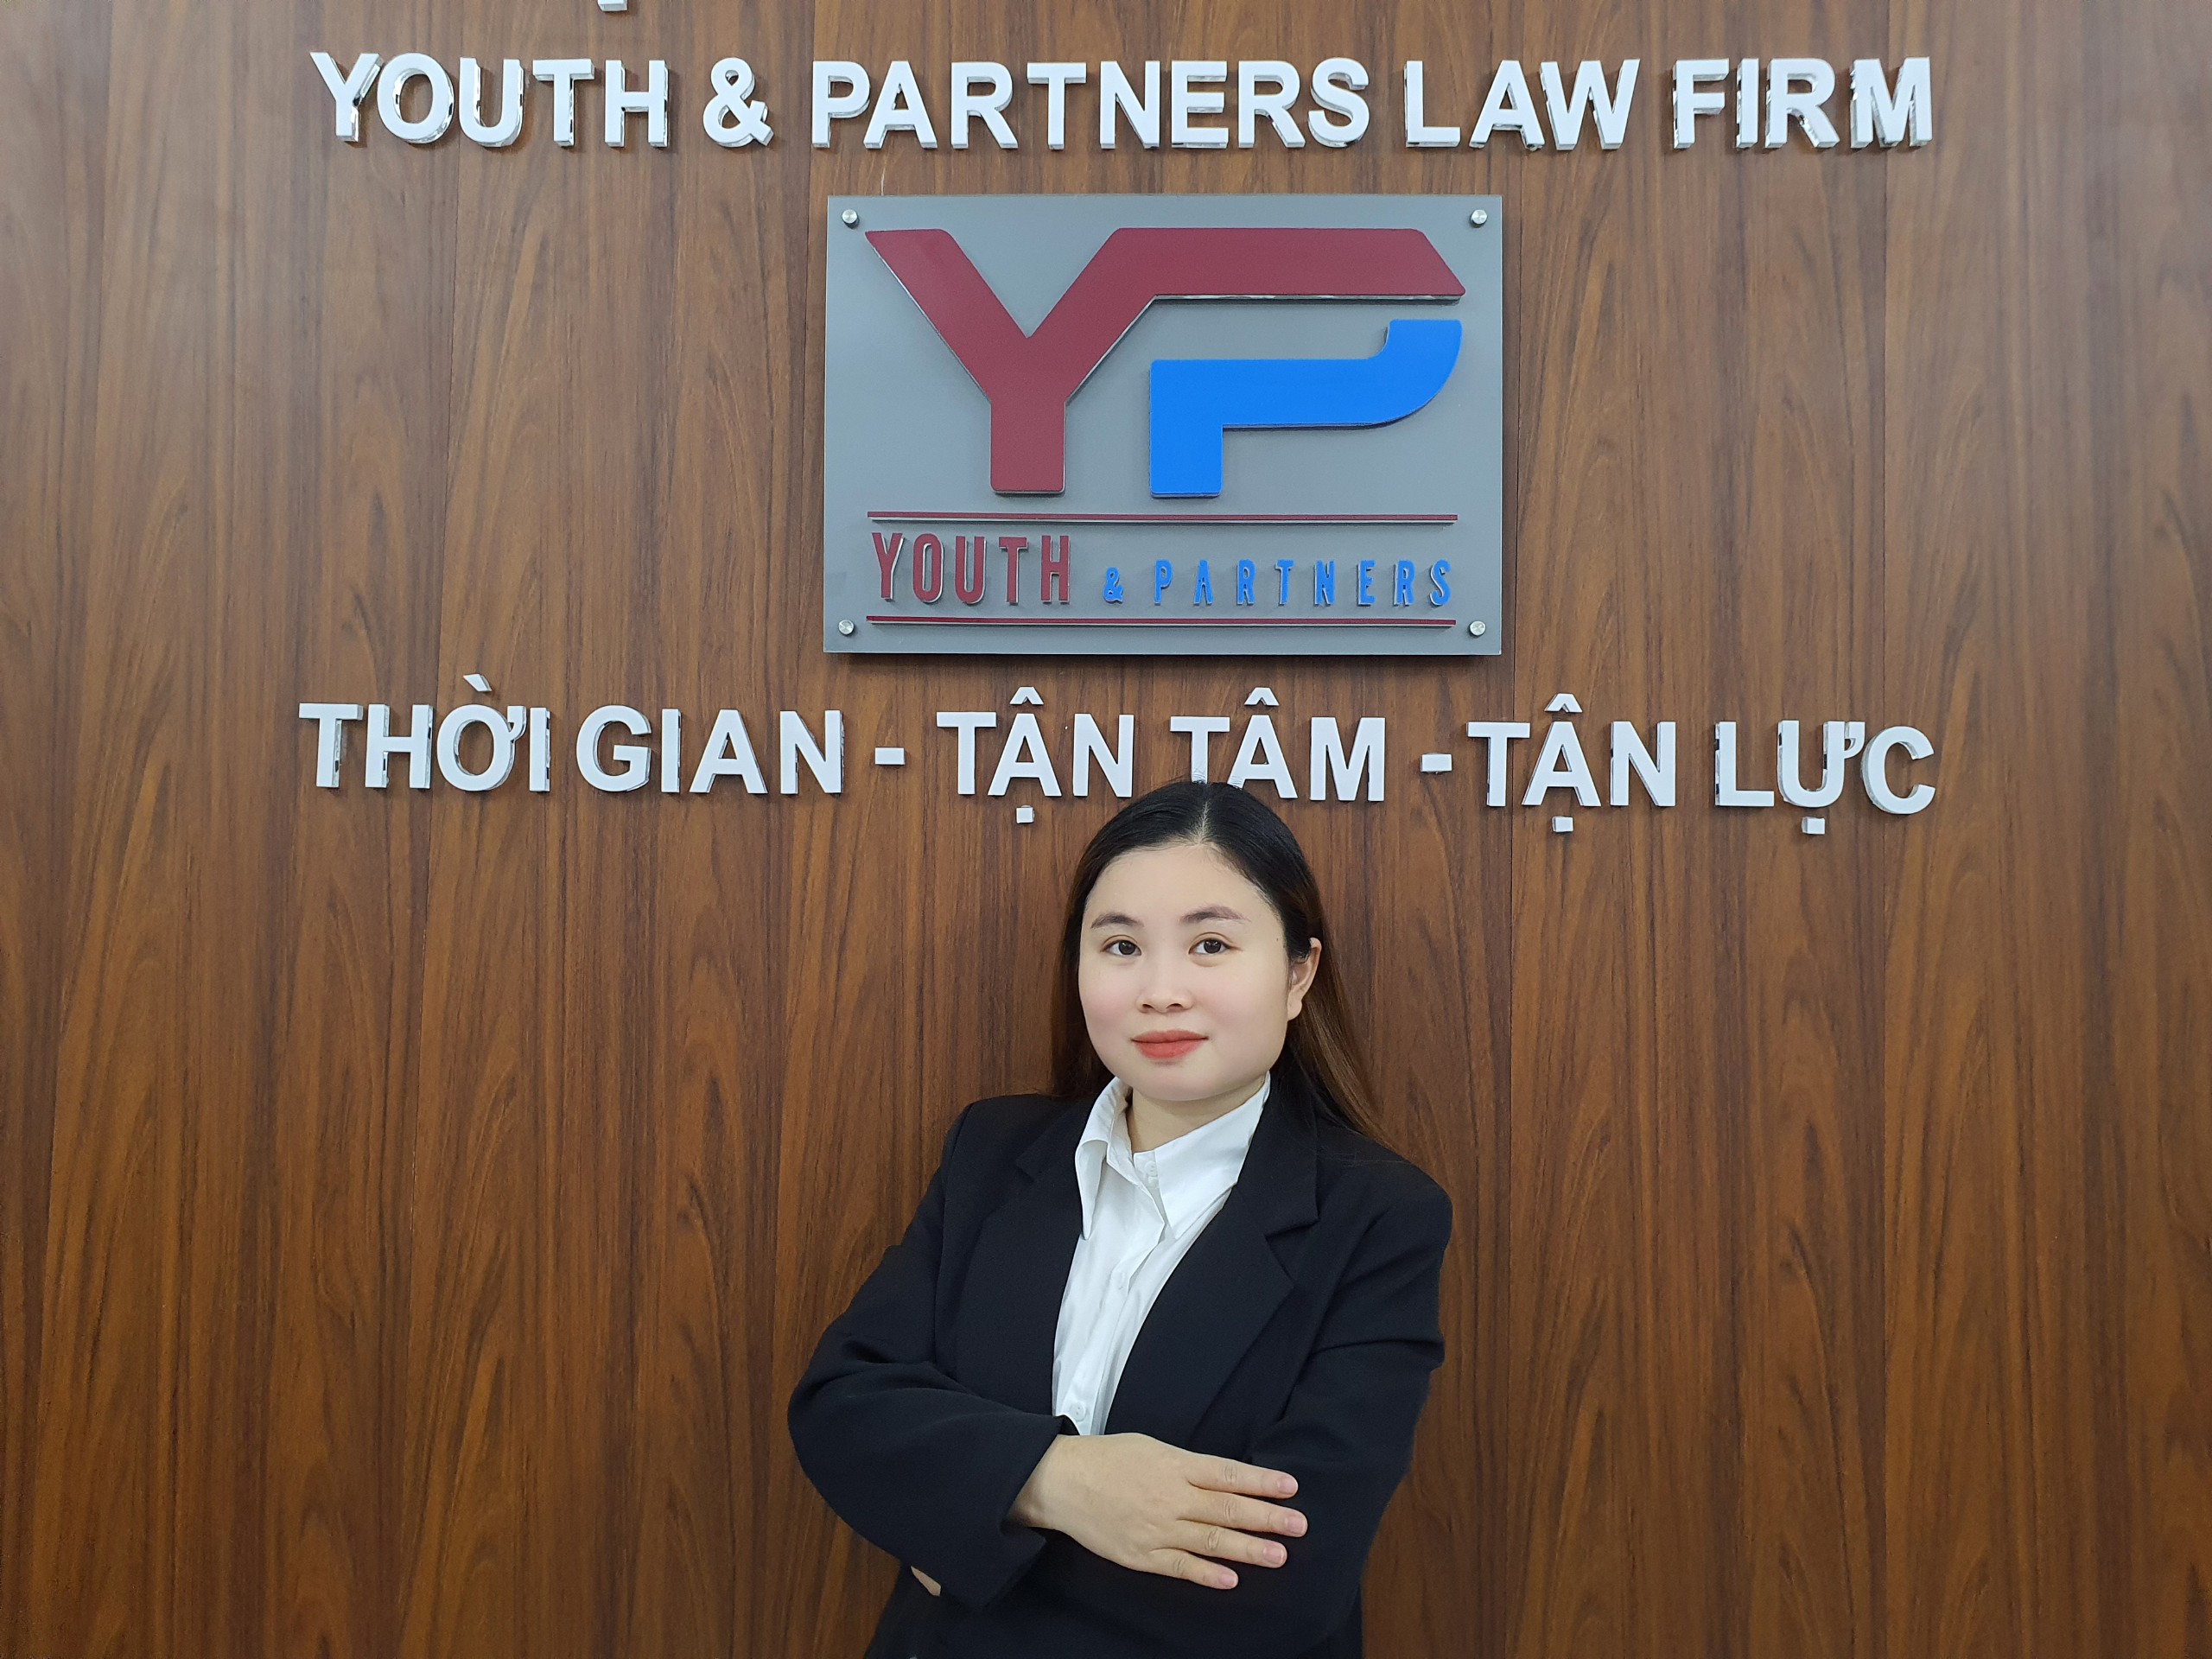 YOUTH & PARTNERS LAW FIRM
YP
YOUTH & PARTNERS
THỜI GIAN - TẬN TÂM - TẬN LỰC